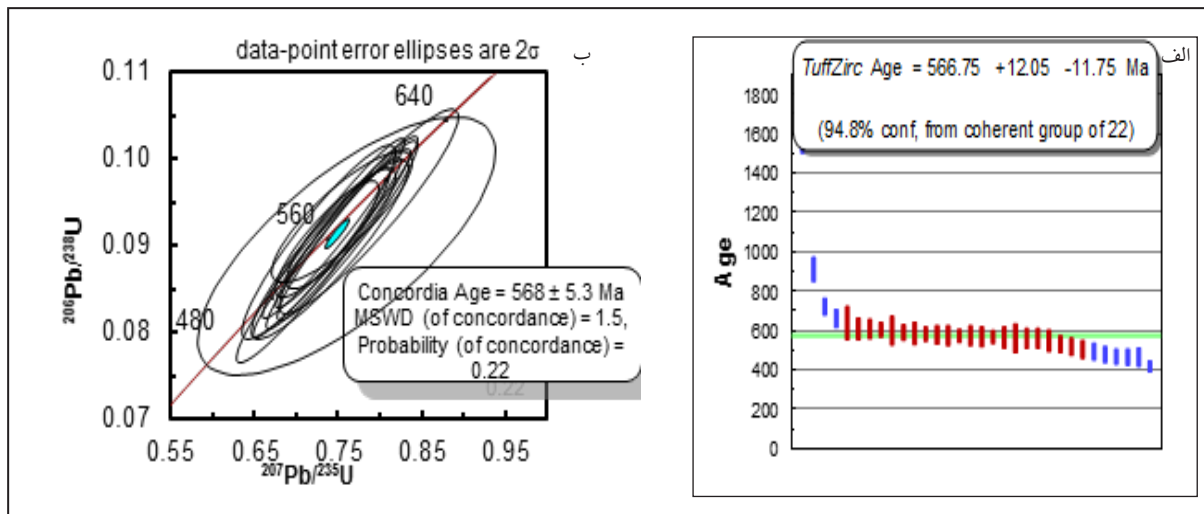 data-point error ellipses are 2σ
ب
0.11
0.10
0.09
0.08
0.07
²⁰⁶Pb/²³⁸U
640
560
480
Concordia Age = 568 ± 5.3 Ma
MSWD (of concordance) = 1.5,
Probability (of concordance) =
0.22
0.22
0.55 0.65 0.75 0.85 0.95
²⁰⁷Pb/²³⁵U
الف
TuffZirc Age = 566.75 +12.05 -11.75 Ma
(94.8% conf, from coherent group of 22)
1800
1600
1400
1200
1000
800
600
400
200
0
Age